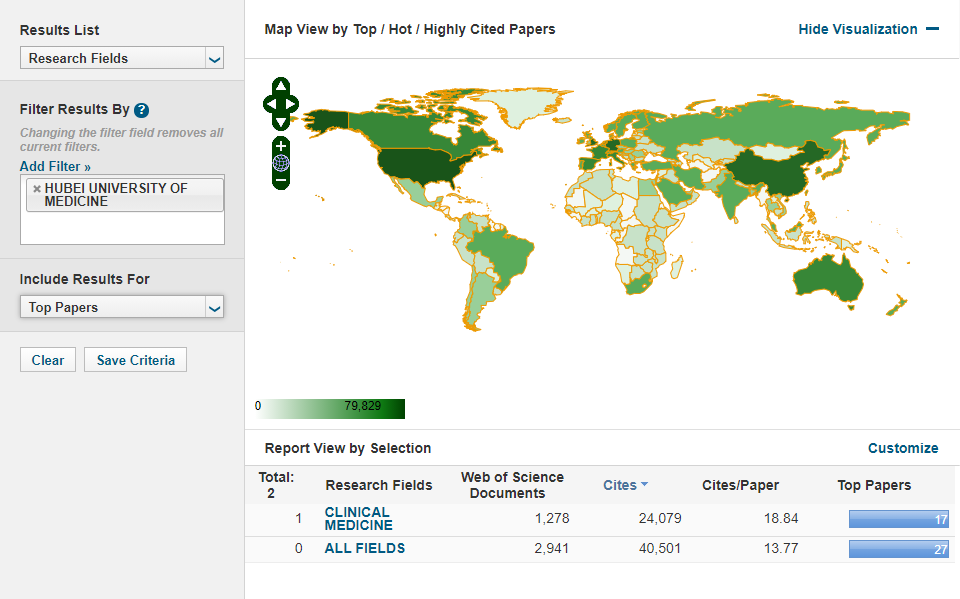 Results List
Research Fields
Filter Results By ?
Changing the filter field removes all
current filters.
Add Filter »
× HUBEI UNIVERSITY OF
MEDICINE
Include Results For
Top Papers
Clear
Save Criteria
Map View by Top / Hot / Highly Cited Papers
Hide Visualization
0
79,829
Report View by Selection
Customize
Total:
2
Research Fields
Web of Science
Documents
Cites
Cites/Paper
Top Papers
1
CLINICAL
MEDICINE
1,278
24,079
18.84
17
0
ALL FIELDS
2,941
40,501
13.77
27